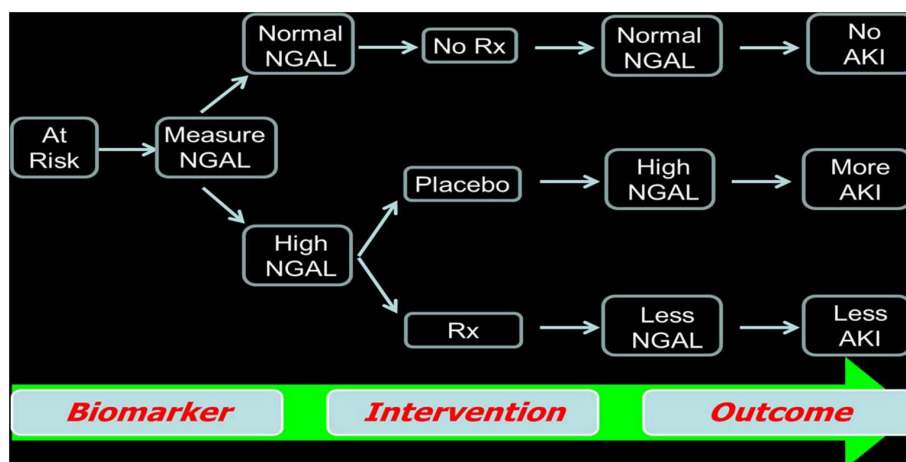 Normal
NGAL
No Rx
Normal
NGAL
No
AKI
At
Risk
Measure
NGAL
Placebo
High
NGAL
More
AKI
High
NGAL
Rx
Less
NGAL
Less
AKI
Biomarker
Intervention
Outcome